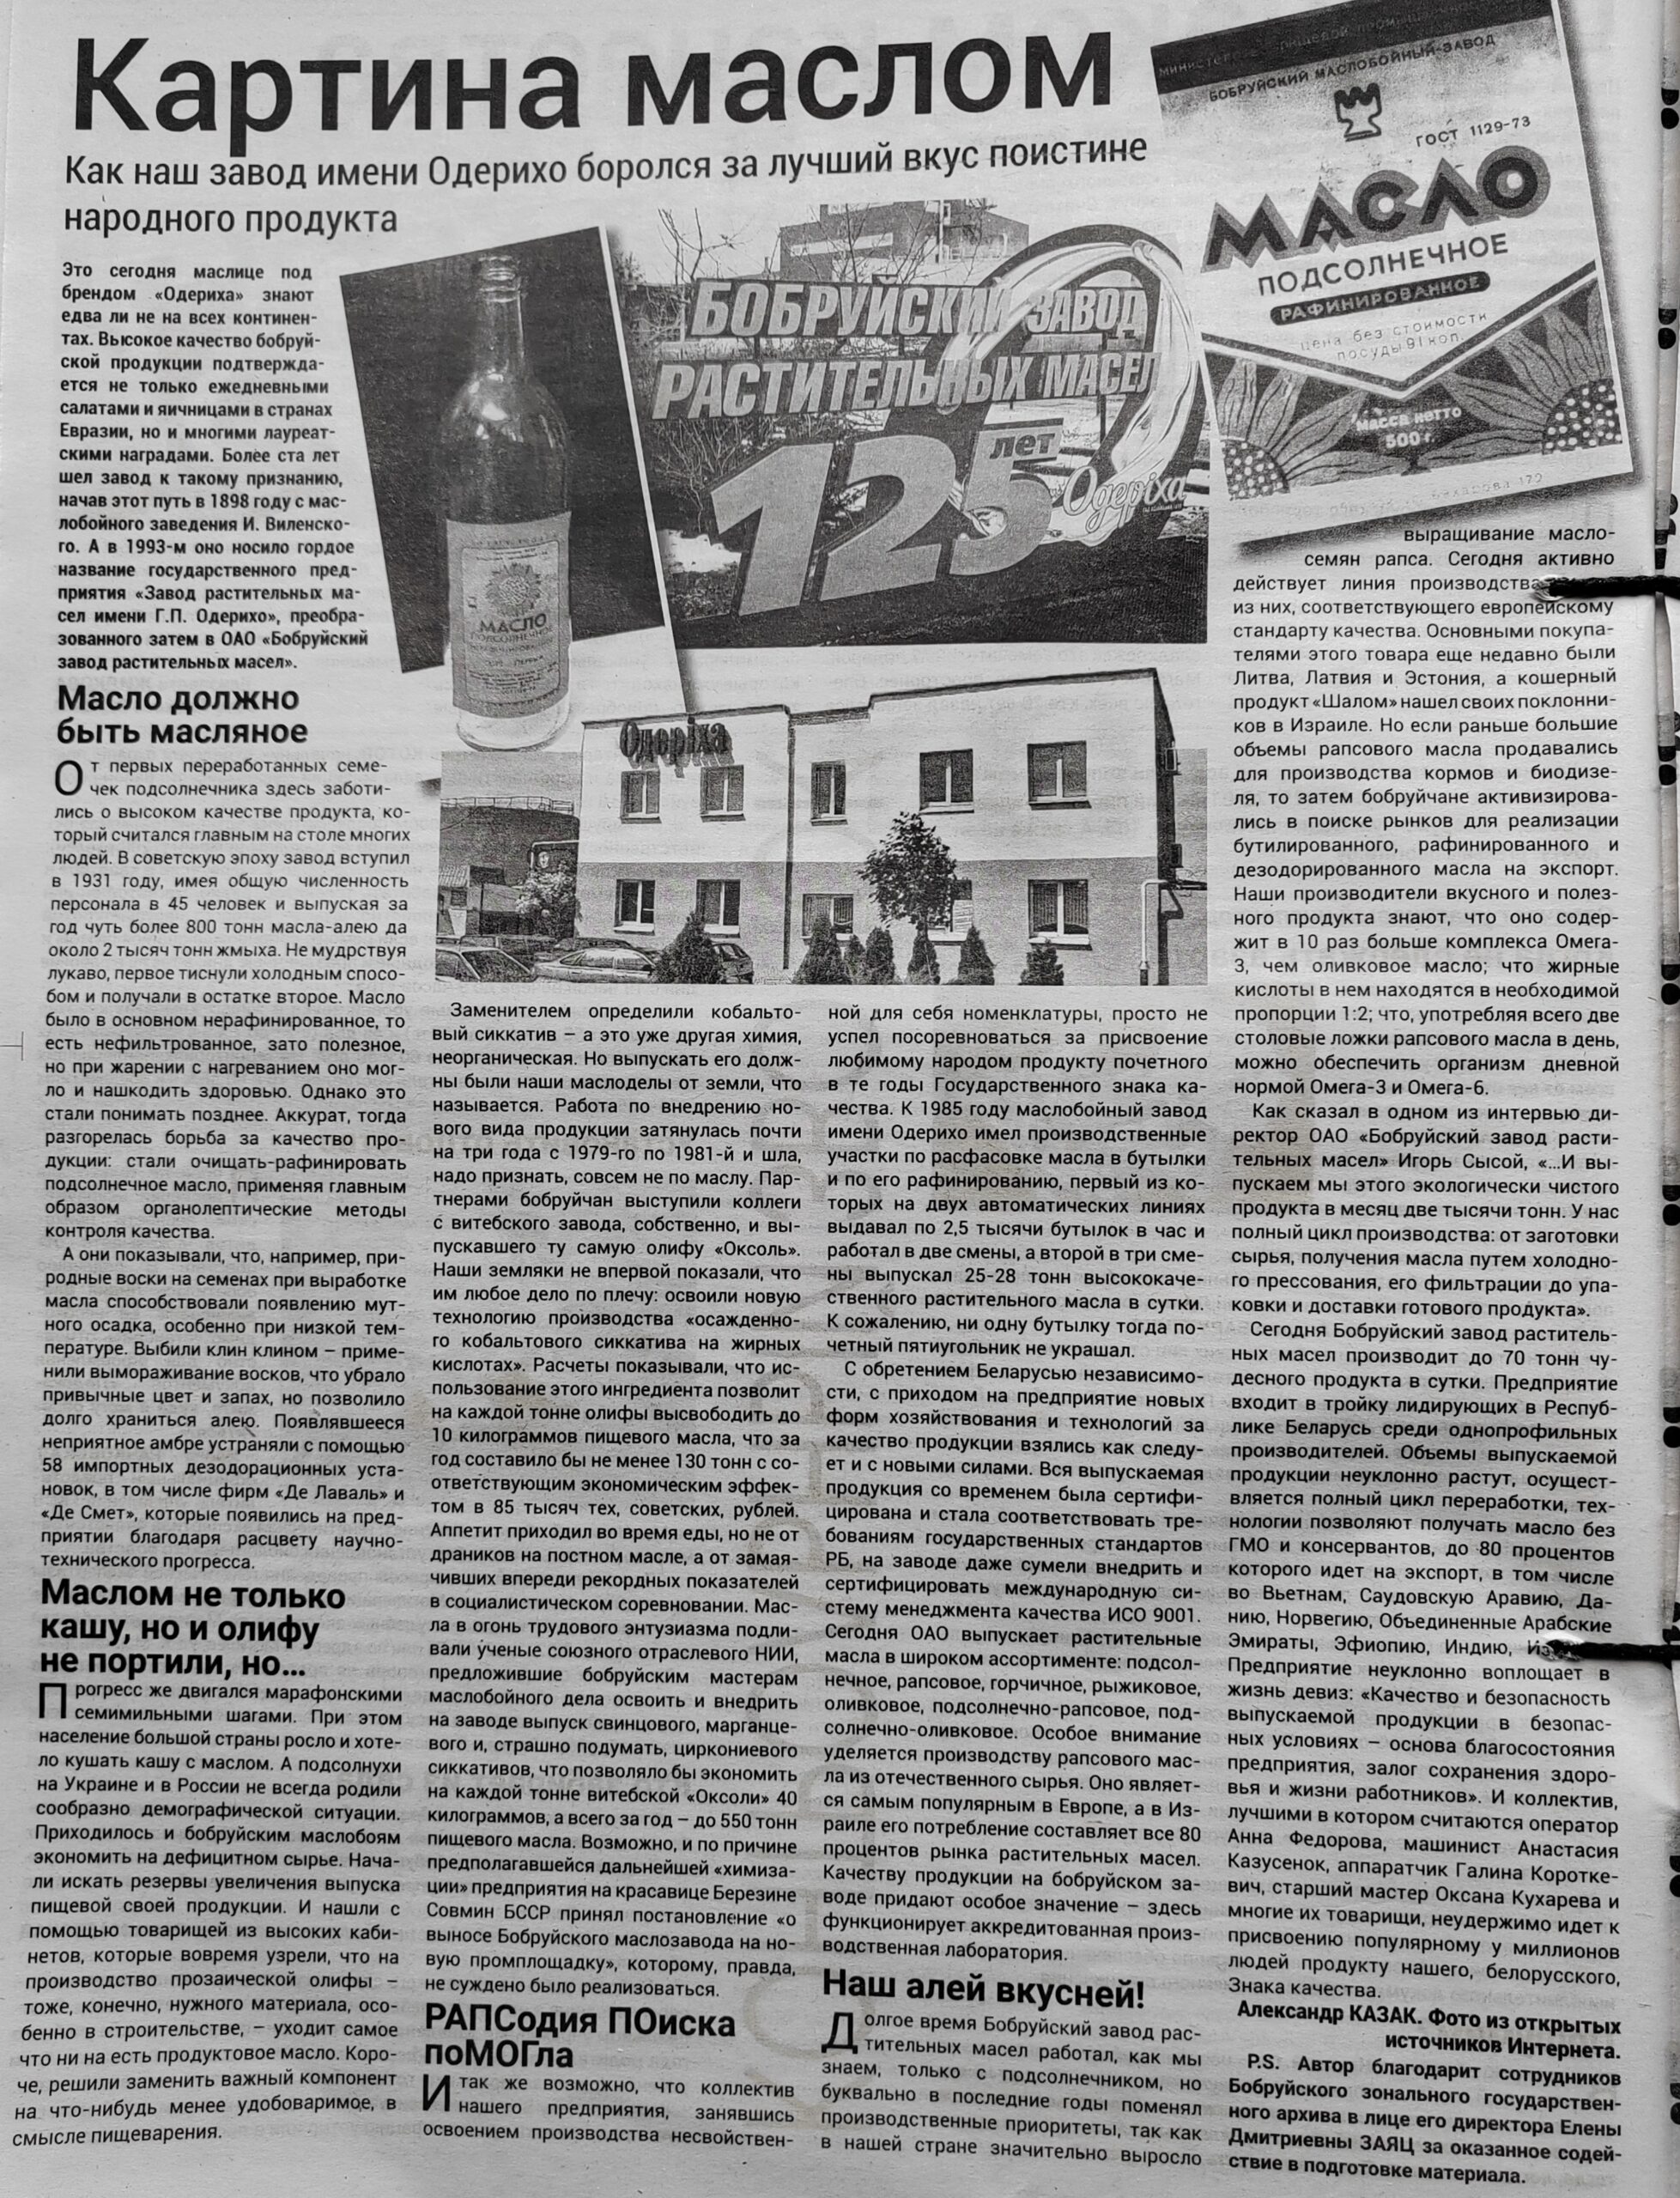 Картина маслом
Как наш завод имени Одерихо боролся за лучший вкус поистине
народного продукта
Министерство пищевой промышленности
БОБРУЙСКИЙ МАСЛОБОЙНЫЙ ЗАВОД
ГОСТ 1129-73
МАСЛО
ПОДСОЛНЕЧНОЕ
РАФИНИРОВАННОЕ
цена без стоимости
посуды 91 коп.
Масса нетто
500 г.
БОБРУЙСКИЙ ЗАВОД
РАСТИТЕЛЬНЫХ МАСЕЛ
125 лет
Одеріха
МАСЛО
ПОДСОЛНЕЧНОЕ
Одеріха
Это сегодня маслице под
брендом «Одериха» знают
едва ли не на всех континен-
тах. Высокое качество бобруй-
ской продукции подтвержда-
ется не только ежедневными
салатами и яичницами в странах
Евразии, но и многими лауреат-
скими наградами. Более ста лет
шел завод к такому признанию,
начав этот путь в 1898 году с мас-
лобойного заведения И. Виленско-
го. А в 1993-м оно носило гордое
название государственного пред-
приятия «Завод растительных ма-
сел имени Г.П. Одерихо», преобра-
зованного затем в ОАО «Бобруйский
завод растительных масел».
Масло должно
быть масляное
От первых переработанных семе-
чек подсолнечника здесь заботи-
лись о высоком качестве продукта, ко-
торый считался главным на столе многих
людей. В советскую эпоху завод вступил
в 1931 году, имея общую численность
персонала в 45 человек и выпуская за
год чуть более 800 тонн масла-алею да
около 2 тысяч тонн жмыха. Не мудрствуя
лукаво, первое тиснули холодным спосо-
бом и получали в остатке второе. Масло
было в основном нерафинированное, то
есть нефильтрованное, зато полезное,
но при жарении с нагреванием оно мог-
ло и нашкодить здоровью. Однако это
стали понимать позднее. Аккурат, тогда
разгорелась борьба за качество про-
дукции: стали очищать-рафинировать
подсолнечное масло, применяя главным
образом органолептические методы
контроля качества.
А они показывали, что, например, при-
родные воски на семенах при выработке
масла способствовали появлению мут-
ного осадка, особенно при низкой тем-
пературе. Выбили клин клином – приме-
нили вымораживание восков, что убрало
привычные цвет и запах, но позволило
долго храниться алею. Появлявшееся
неприятное амбре устраняли с помощью
58 импортных дезодорационных уста-
новок, в том числе фирм «Де Лаваль» и
«Де Смет», которые появились на пред-
приятии благодаря расцвету научно-
технического прогресса.
Маслом не только
кашу, но и олифу
не портили, но...
Прогресс же двигался марафонскими
семимильными шагами. При этом
население большой страны росло и хоте-
ло кушать кашу с маслом. А подсолнухи
на Украине и в России не всегда родили
сообразно демографической ситуации.
Приходилось и бобруйским маслобоям
экономить на дефицитном сырье. Нача-
ли искать резервы увеличения выпуска
пищевой своей продукции. И нашли с
помощью товарищей из высоких каби-
нетов, которые вовремя узрели, что на
производство прозаической олифы –
тоже, конечно, нужного материала, осо-
бенно в строительстве, – уходит самое
что ни на есть продуктовое масло. Коро-
че, решили заменить важный компонент
на что-нибудь менее удобоваримое, в
смысле пищеварения.
Заменителем определили кобальто-
вый сиккатив – а это уже другая химия,
неорганическая. Но выпускать его долж-
ны были наши маслоделы от земли, что
называется. Работа по внедрению но-
вого вида продукции затянулась почти
на три года с 1979-го по 1981-й и шла,
надо признать, совсем не по маслу. Пар-
тнерами бобруйчан выступили коллеги
с витебского завода, собственно, и вы-
пускавшего ту самую олифу «Оксоль».
Наши земляки не впервой показали, что
им любое дело по плечу: освоили новую
технологию производства «осажденно-
го кобальтового сиккатива на жирных
кислотах». Расчеты показывали, что ис-
пользование этого ингредиента позволит
на каждой тонне олифы высвободить до
10 килограммов пищевого масла, что за
год составило бы не менее 130 тонн с со-
ответствующим экономическим эффек-
том в 85 тысяч тех, советских, рублей.
Аппетит приходил во время еды, но не от
драников на постном масле, а от замая-
чивших впереди рекордных показателей
в социалистическом соревновании. Мас-
ла в огонь трудового энтузиазма подли-
вали ученые союзного отраслевого НИИ,
предложившие бобруйским мастерам
маслобойного дела освоить и внедрить
на заводе выпуск свинцового, марганце-
вого и, страшно подумать, циркониевого
сиккативов, что позволяло бы экономить
на каждой тонне витебской «Оксоли» 40
килограммов, а всего за год – до 550 тонн
пищевого масла. Возможно, и по причине
предполагавшейся дальнейшей «химиза-
ции» предприятия на красавице Березине
Совмин БССР принял постановление «о
выносе Бобруйского маслозавода на но-
вую промплощадку», которому, правда,
не суждено было реализоваться.
РАПСодия ПОиска
поМОГла
И так же возможно, что коллектив
нашего предприятия, занявшись
освоением производства несвойствен-
ной для себя номенклатуры, просто не
успел посоревноваться за присвоение
любимому народом продукту почетного
в те годы Государственного знака ка-
чества. К 1985 году маслобойный завод
имени Одерихо имел производственные
участки по расфасовке масла в бутылки
и по его рафинированию, первый из ко-
торых на двух автоматических линиях
выдавал по 2,5 тысячи бутылок в час и
работал в две смены, а второй в три сме-
ны выпускал 25-28 тонн высококаче-
ственного растительного масла в сутки.
К сожалению, ни одну бутылку тогда по-
четный пятиугольник не украшал.
С обретением Беларусью независимо-
сти, с приходом на предприятие новых
форм хозяйствования и технологий за
качество продукции взялись как следу-
ет и с новыми силами. Вся выпускаемая
продукция со временем была сертифи-
цирована и стала соответствовать тре-
бованиям государственных стандартов
РБ, на заводе даже сумели внедрить и
сертифицировать международную си-
стему менеджмента качества ИСО 9001.
Сегодня ОАО выпускает растительные
масла в широком ассортименте: подсол-
нечное, рапсовое, горчичное, рыжиковое,
оливковое, подсолнечно-рапсовое, под-
солнечно-оливковое. Особое внимание
уделяется производству рапсового мас-
ла из отечественного сырья. Оно являет-
ся самым популярным в Европе, а в Из-
раиле его потребление составляет все 80
процентов рынка растительных масел.
Качеству продукции на бобруйском за-
воде придают особое значение – здесь
функционирует аккредитованная произ-
водственная лаборатория.
Наш алей вкусней!
Долгое время Бобруйский завод рас-
тительных масел работал, как мы
знаем, только с подсолнечником, но
буквально в последние годы поменял
производственные приоритеты, так как
в нашей стране значительно выросло
выращивание масло-
семян рапса. Сегодня активно
действует линия производства
из них, соответствующего европейскому
стандарту качества. Основными покупа-
телями этого товара еще недавно были
Литва, Латвия и Эстония, а кошерный
продукт «Шалом» нашел своих поклонни-
ков в Израиле. Но если раньше большие
объемы рапсового масла продавались
для производства кормов и биодизе-
ля, то затем бобруйчане активизирова-
лись в поиске рынков для реализации
бутилированного, рафинированного и
дезодорированного масла на экспорт.
Наши производители вкусного и полез-
ного продукта знают, что оно содер-
жит в 10 раз больше комплекса Омега-
3, чем оливковое масло; что жирные
кислоты в нем находятся в необходимой
пропорции 1:2; что, употребляя всего две
столовые ложки рапсового масла в день,
можно обеспечить организм дневной
нормой Омега-3 и Омега-6.
Как сказал в одном из интервью ди-
ректор ОАО «Бобруйский завод расти-
тельных масел» Игорь Сысой, «...И вы-
пускаем мы этого экологически чистого
продукта в месяц две тысячи тонн. У нас
полный цикл производства: от заготовки
сырья, получения масла путем холодно-
го прессования, его фильтрации до упа-
ковки и доставки готового продукта».
Сегодня Бобруйский завод раститель-
ных масел производит до 70 тонн чу-
десного продукта в сутки. Предприятие
входит в тройку лидирующих в Респуб-
лике Беларусь среди однопрофильных
производителей. Объемы выпускаемой
продукции неуклонно растут, осущест-
вляется полный цикл переработки, тех-
нологии позволяют получать масло без
ГМО и консервантов, до 80 процентов
которого идет на экспорт, в том числе
во Вьетнам, Саудовскую Аравию, Да-
нию, Норвегию, Объединенные Арабские
Эмираты, Эфиопию, Индию,
Предприятие неуклонно воплощает в
жизнь девиз: «Качество и безопасность
выпускаемой продукции в безопас-
ных условиях – основа благосостояния
предприятия, залог сохранения здоро-
вья и жизни работников». И коллектив,
лучшими в котором считаются оператор
Анна Федорова, машинист Анастасия
Казусенок, аппаратчик Галина Коротке-
вич, старший мастер Оксана Кухарева и
многие их товарищи, неудержимо идет к
присвоению популярному у миллионов
людей продукту нашего, белорусского,
Знака качества.
Александр КАЗАК. Фото из открытых
источников Интернета.
P.S. Автор благодарит сотрудников
Бобруйского зонального государствен-
ного архива в лице его директора Елены
Дмитриевны ЗАЯЦ за оказанное содей-
ствие в подготовке материала.